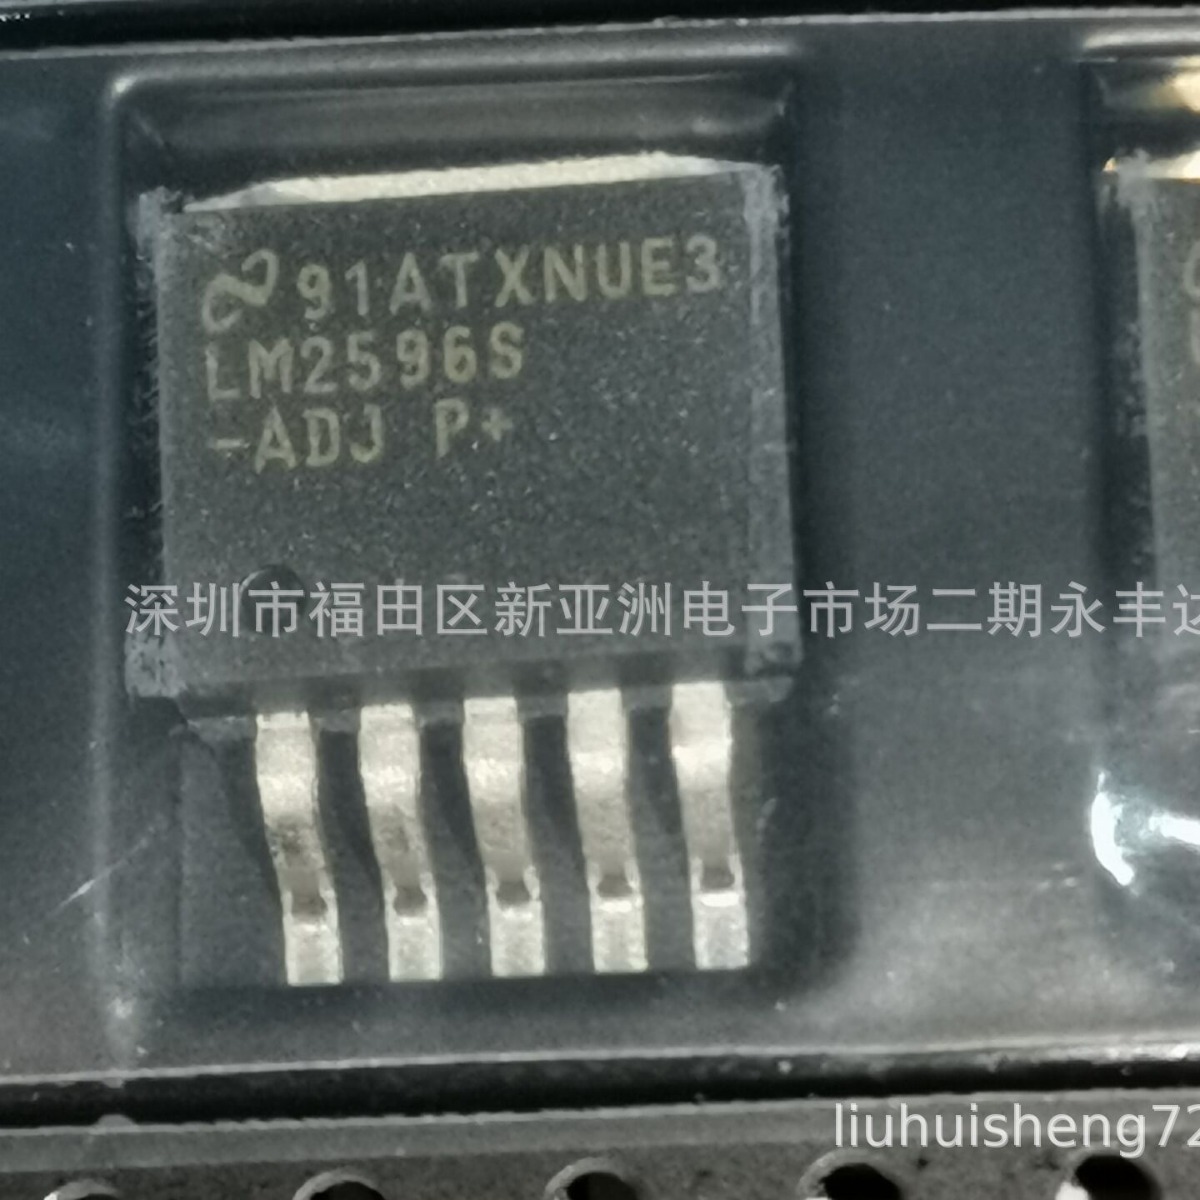 91ATXNUE3
LM2596S
-ADJ P+
深圳市福田区新亚洲电子市场二期永丰达
liuhuisheng72